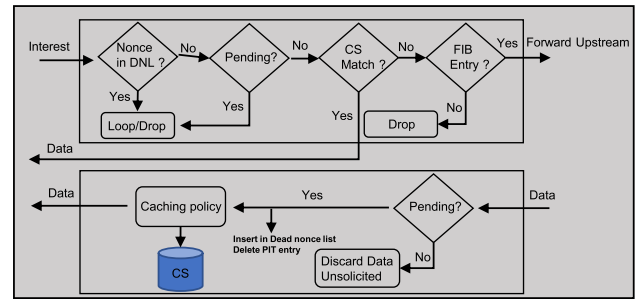 Interest
Nonce
in DNL ?
No
Pending?
No
CS
Match ?
No
FIB
Entry ?
Yes
Forward Upstream
Yes
Loop/Drop
Yes
Yes
Drop
No
Data
Data
Caching policy
Yes
Pending?
Data
Insert in Dead nonce list
Delete PIT entry
No
CS
Discard Data
Unsolicited